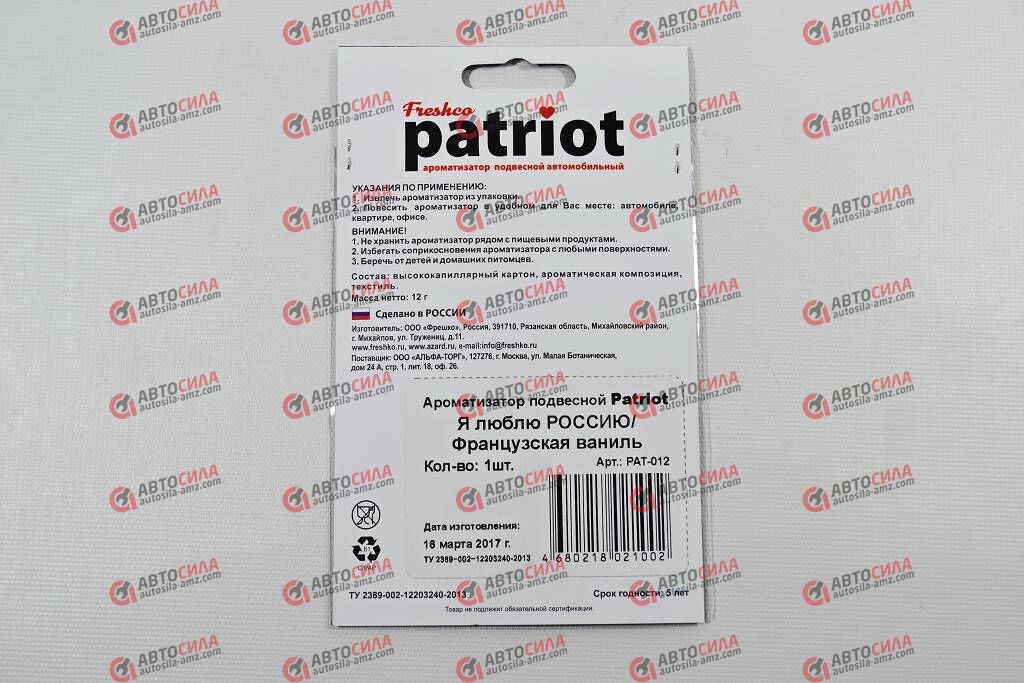 Freshco
patriot
ароматизатор подвесной автомобильный
УКАЗАНИЯ ПО ПРИМЕНЕНИЮ:
1. Извлечь ароматизатор из упаковки.
2. Повесить ароматизатор в удобном для Вас месте: автомобиле,
квартире, офисе.
ВНИМАНИЕ!
1. Не хранить ароматизатор рядом с пищевыми продуктами.
2. Избегать соприкосновения ароматизатора с любыми поверхностями.
3. Беречь от детей и домашних питомцев.
Состав: высококапиллярный картон, ароматическая композиция,
текстиль.
Масса нетто: 12 г
Сделано в РОССИИ
Изготовитель: ООО «Фрешко», Россия, 391710, Рязанская область, Михайловский район,
г. Михайлов, ул. Тружениц, д.11.
www.freshko.ru, www.azard.ru, e-mail:info@freshko.ru
Поставщик: ООО «АЛЬФА-ТОРГ», 127276, г. Москва, ул. Малая Ботаническая,
дом 24 А, стр. 1, лит. 18, оф. 26.
Ароматизатор подвесной Patriot
Я люблю РОССИЮ/
Французская ваниль
Кол-во: 1шт.
Арт.: PAT-012
Дата изготовления:
16 марта 2017 г.
ТУ 2389-002-12203240-2013
4 680218 021002
81
C/PAP
ТУ 2389-002-12203240-2013
Срок годности: 5 лет
Товар не подлежит обязательной сертификации.
АВТОСИЛА
autosila-amz.com